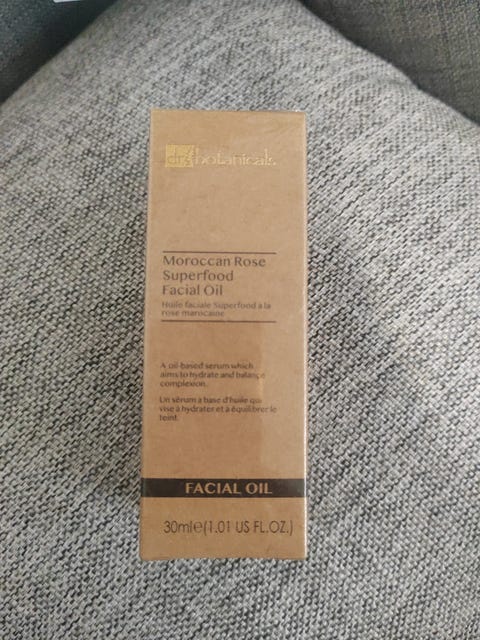 dr. botanicals
Moroccan Rose
Superfood
Facial Oil
Huile faciale Superfood à la
rose marocaine
A oil-based serum which
aims to hydrate and balance
complexion.
Un sérum à base d'huile qui
vise à hydrater et à équilibrer le
teint.
FACIAL OIL
30ml℮(1.01 US FL.OZ.)